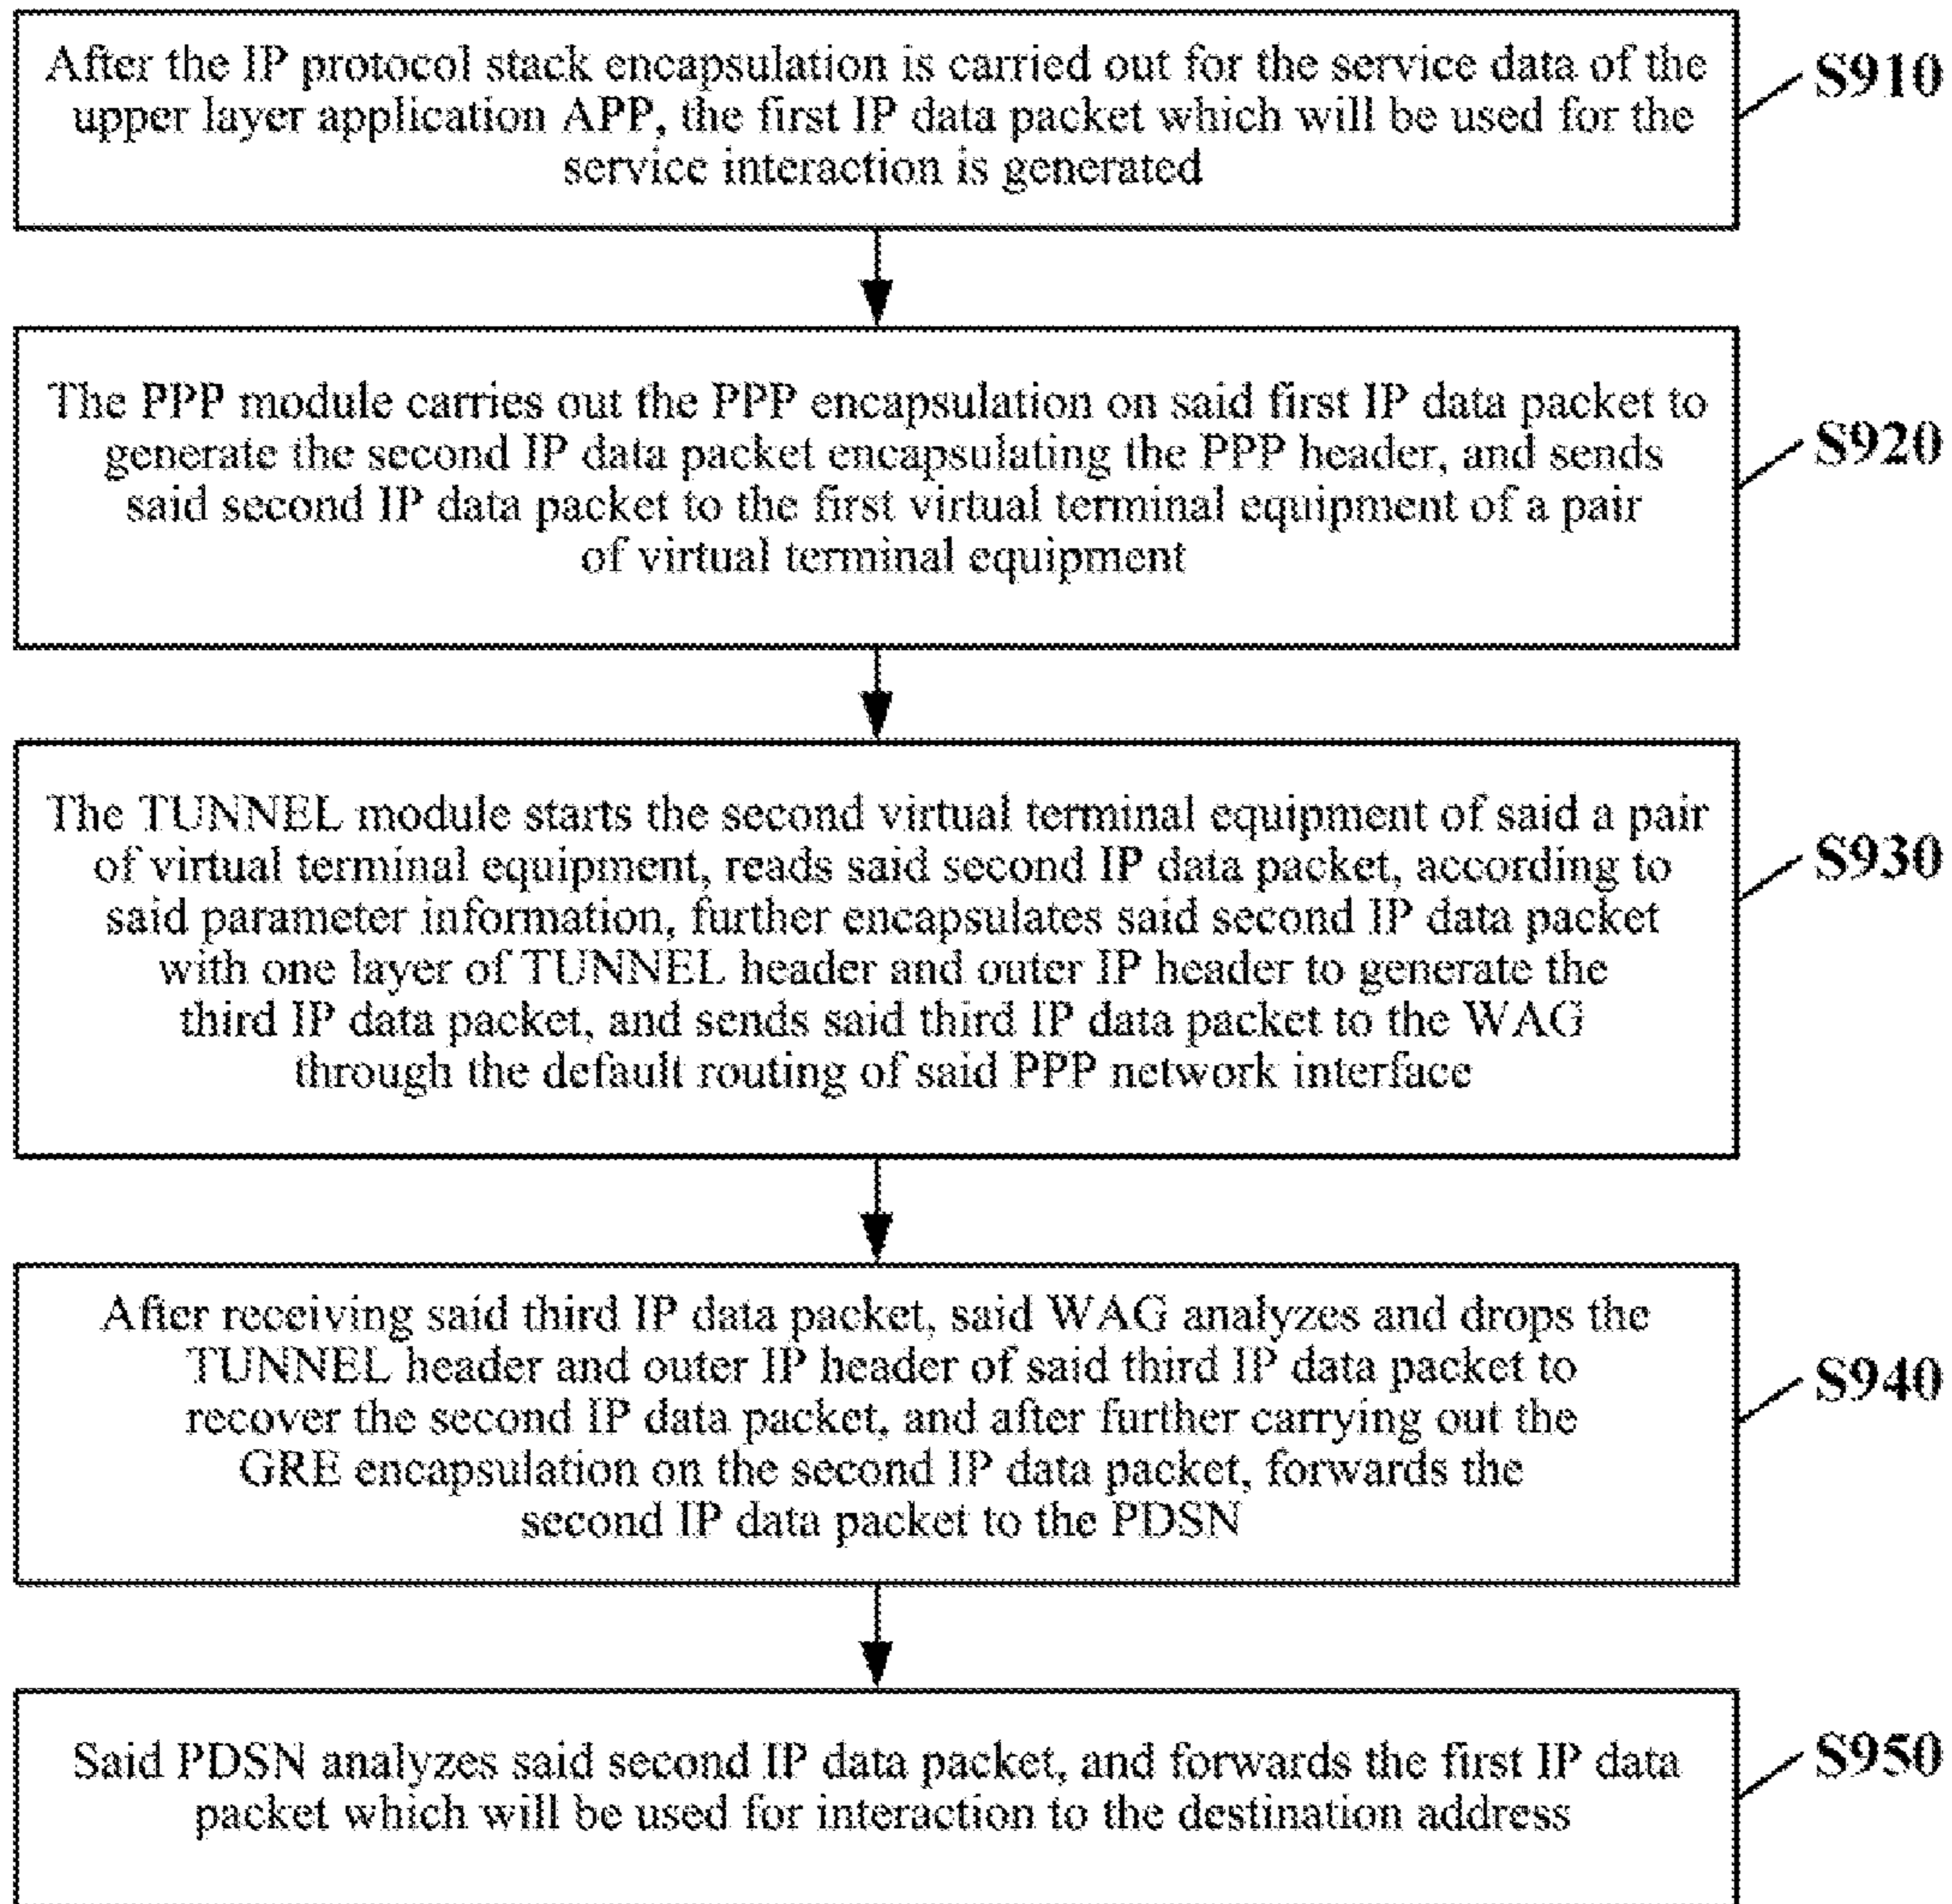 After the IP protocol stack encapsulation is carried out for the service data of the
upper layer application APP, the first IP data packet which will be used for the
service interaction is generated
S910
The PPP module carries out the PPP encapsulation on said first IP data packet to
generate the second IP data packet encapsulating the PPP header, and sends
said second IP data packet to the first virtual terminal equipment of a pair
of virtual terminal equipment
S920
The TUNNEL module starts the second virtual terminal equipment of said a pair
of virtual terminal equipment, reads said second IP data packet, according to
said parameter information, further encapsulates said second IP data packet
with one layer of TUNNEL header and outer IP header to generate the
third IP data packet, and sends said third IP data packet to the WAG
through the default routing of said PPP network interface
S930
After receiving said third IP data packet, said WAG analyzes and drops the
TUNNEL header and outer IP header of said third IP data packet to
recover the second IP data packet, and after further carrying out the
GRE encapsulation on the second IP data packet, forwards the
second IP data packet to the PDSN
S940
Said PDSN analyzes said second IP data packet, and forwards the first IP data
packet which will be used for interaction to the destination address
S950